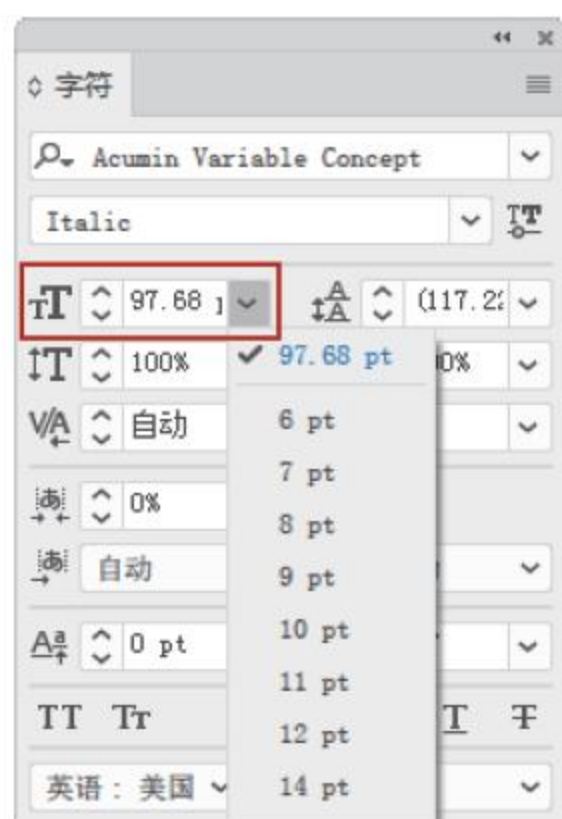 字符
Acumin Variable Concept
Italic
97.68 (117.22
97.68 pt
100% 0%
6 pt
自动
7 pt
0%
8 pt
自动 9 pt
10 pt
0 pt
11 pt
TT Tr T T
12 pt
英语: 美国 14 pt